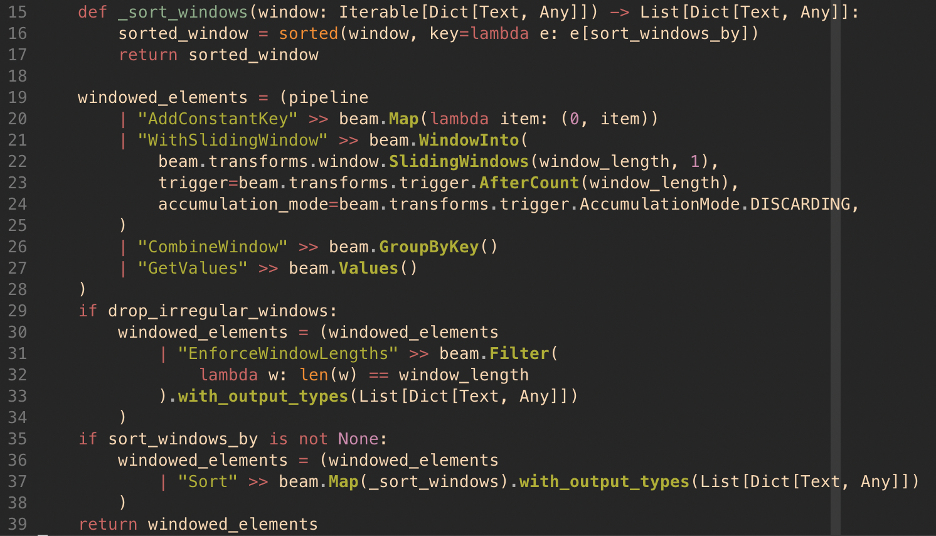 15 def _sort_windows(window: Iterable[Dict[Text, Any]]) -> List[Dict[Text, Any]]:
16 sorted_window = sorted(window, key=lambda e: e[sort_windows_by])
17 return sorted_window
18
19 windowed_elements = (pipeline
20 | "AddConstantKey" >> beam.Map(lambda item: (0, item))
21 | "WithSlidingWindow" >> beam.WindowInto(
22 beam.transforms.window.SlidingWindows(window_length, 1),
23 trigger=beam.transforms.trigger.AfterCount(window_length),
24 accumulation_mode=beam.transforms.trigger.AccumulationMode.DISCARDING,
25 )
26 | "CombineWindow" >> beam.GroupByKey()
27 | "GetValues" >> beam.Values()
28 )
29 if drop_irregular_windows:
30 windowed_elements = (windowed_elements
31 | "EnforceWindowLengths" >> beam.Filter(
32 lambda w: len(w) == window_length
33 ).with_output_types(List[Dict[Text, Any]])
34 )
35 if sort_windows_by is not None:
36 windowed_elements = (windowed_elements
37 | "Sort" >> beam.Map(_sort_windows).with_output_types(List[Dict[Text, Any]])
38 )
39 return windowed_elements